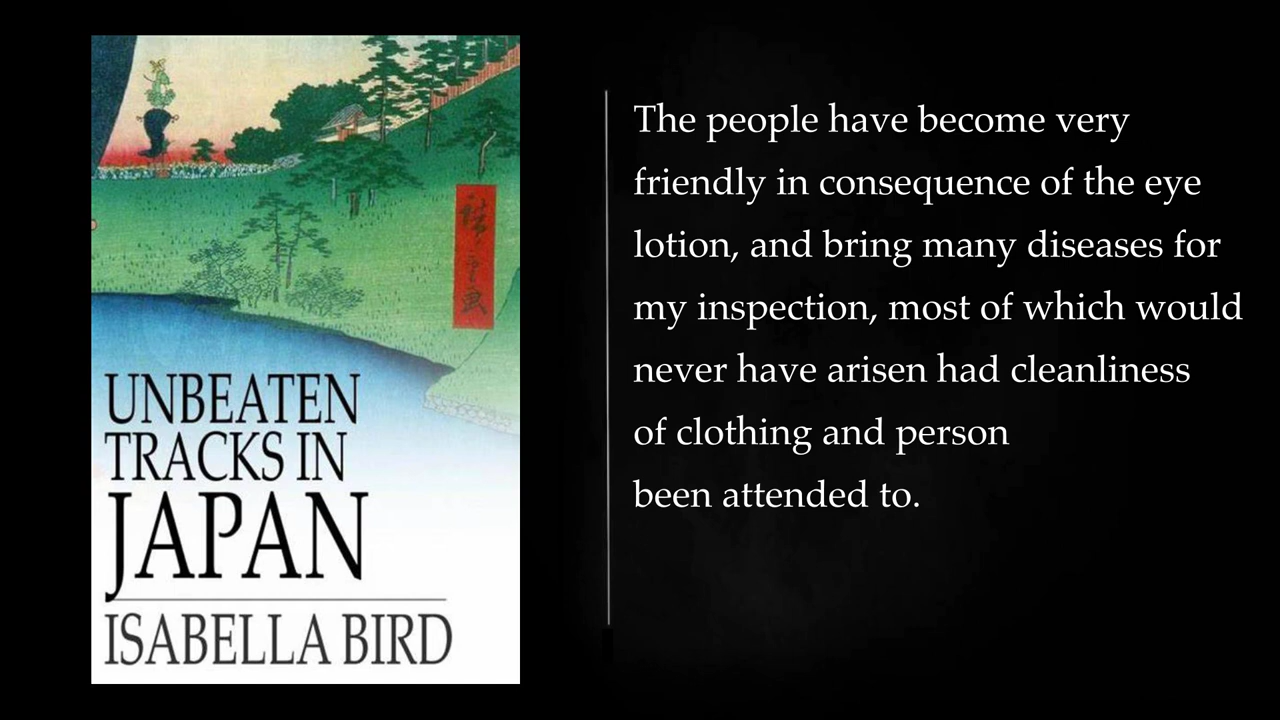 UNBEATEN
TRACKS IN
JAPAN
ISABELLA BIRD
The people have become very
friendly in consequence of the eye
lotion, and bring many diseases for
my inspection, most of which would
never have arisen had cleanliness
of clothing and person
been attended to.